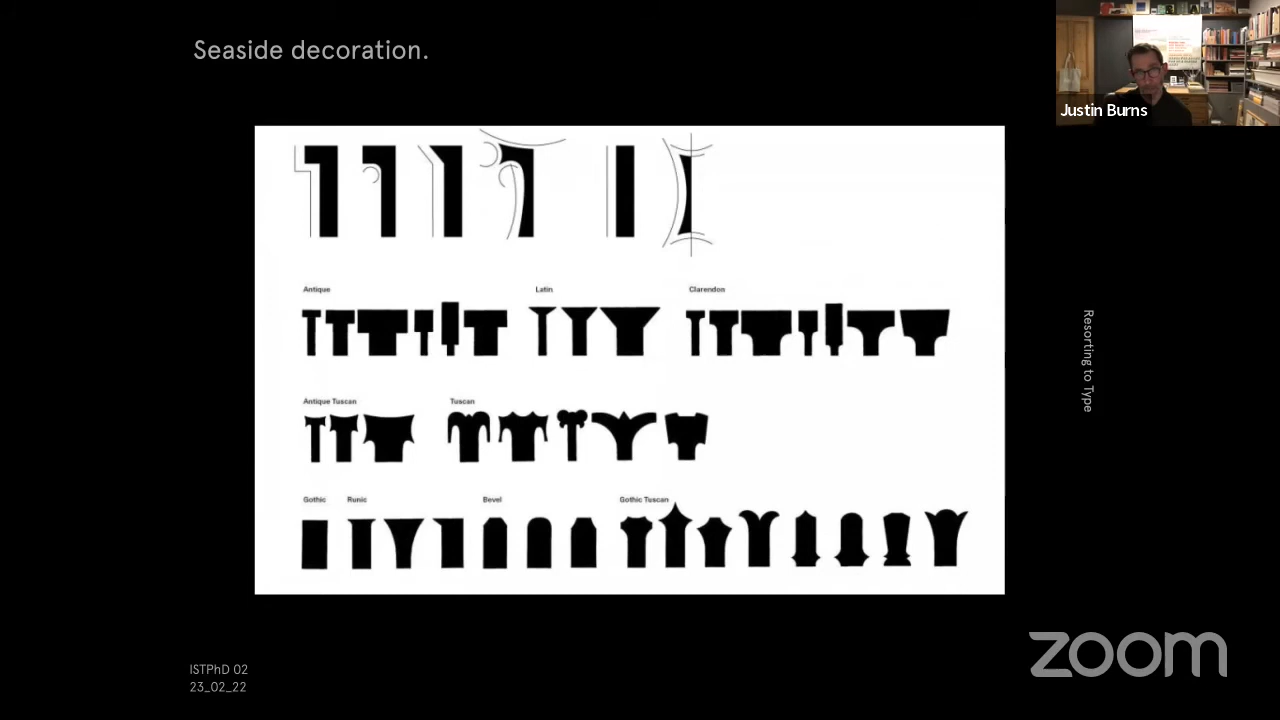 Seaside decoration.
Justin Burns
Antique
Latin
Clarendon
Antique Tuscan
Tuscan
Gothic
Runic
Bevel
Gothic Tuscan
Resorting to Type
ISTPhD 02
23_02_22
zoom